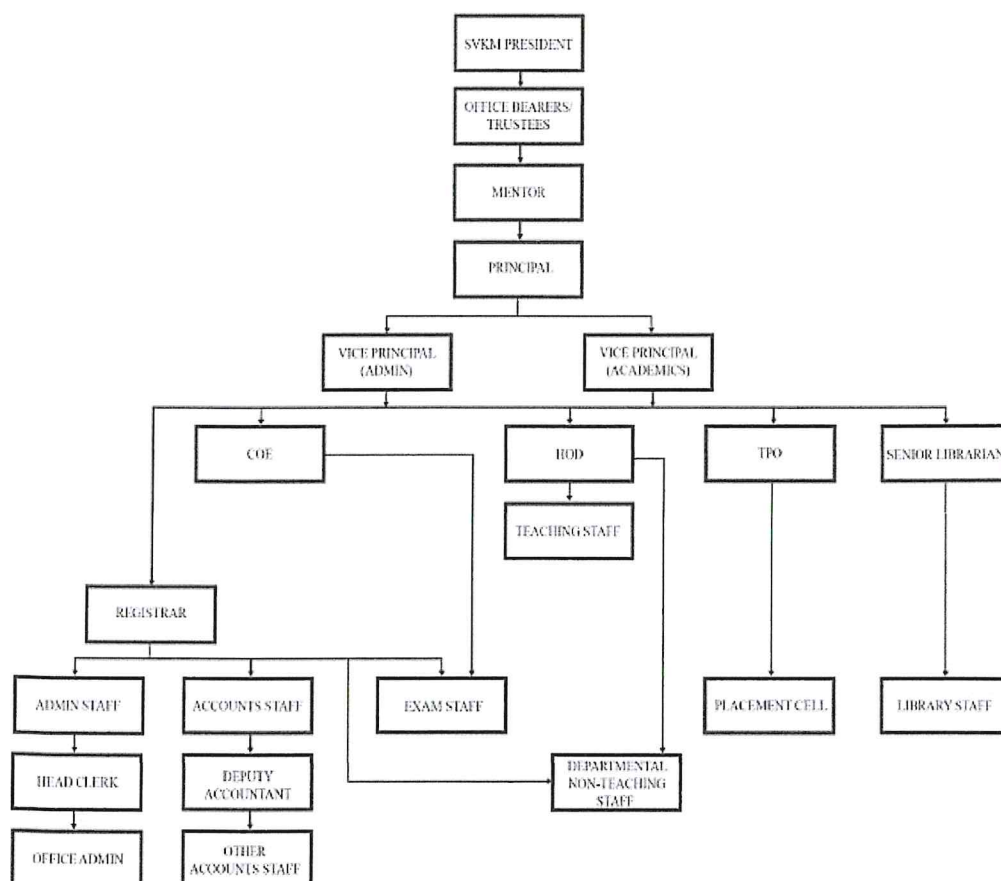 SVKM PRESIDENT
OFFICE BEARERS/
TRUSTEES
MENTOR
PRINCIPAL
VICE PRINCIPAL
(ADMIN)
VICE PRINCIPAL
(ACADEMICS)
COE
HOD
TPO
SENIOR LIBRARIAN
TEACHING STAFF
REGISTRAR
ADMIN STAFF
ACCOUNTS STAFF
EXAM STAFF
PLACEMENT CELL
LIBRARY STAFF
HEAD CLERK
DEPUTY
ACCOUNTANT
DEPARTMENTAL
NON-TEACHING
STAFF
OFFICE ADMIN
OTHER
ACCOUNTS STAFF